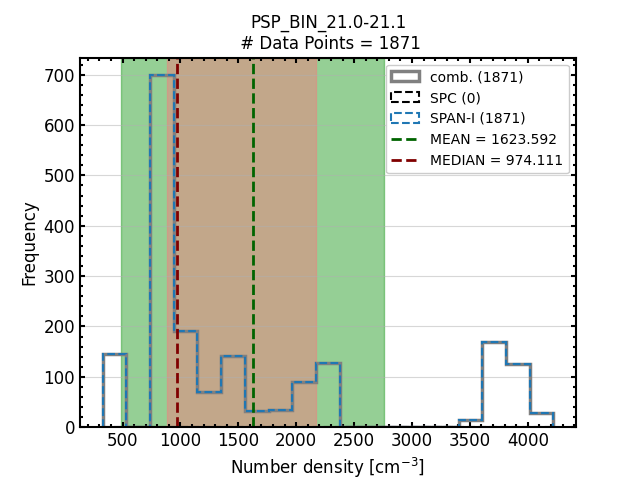 PSP_BIN_21.0-21.1
# Data Points = 1871
comb. (1871)
SPC (0)
SPAN-I (1871)
MEAN = 1623.592
MEDIAN = 974.111
700
600
500
400
300
200
100
0
Frequency
500 1000 1500 2000 2500 3000 3500 4000
Number density [cm⁻³]